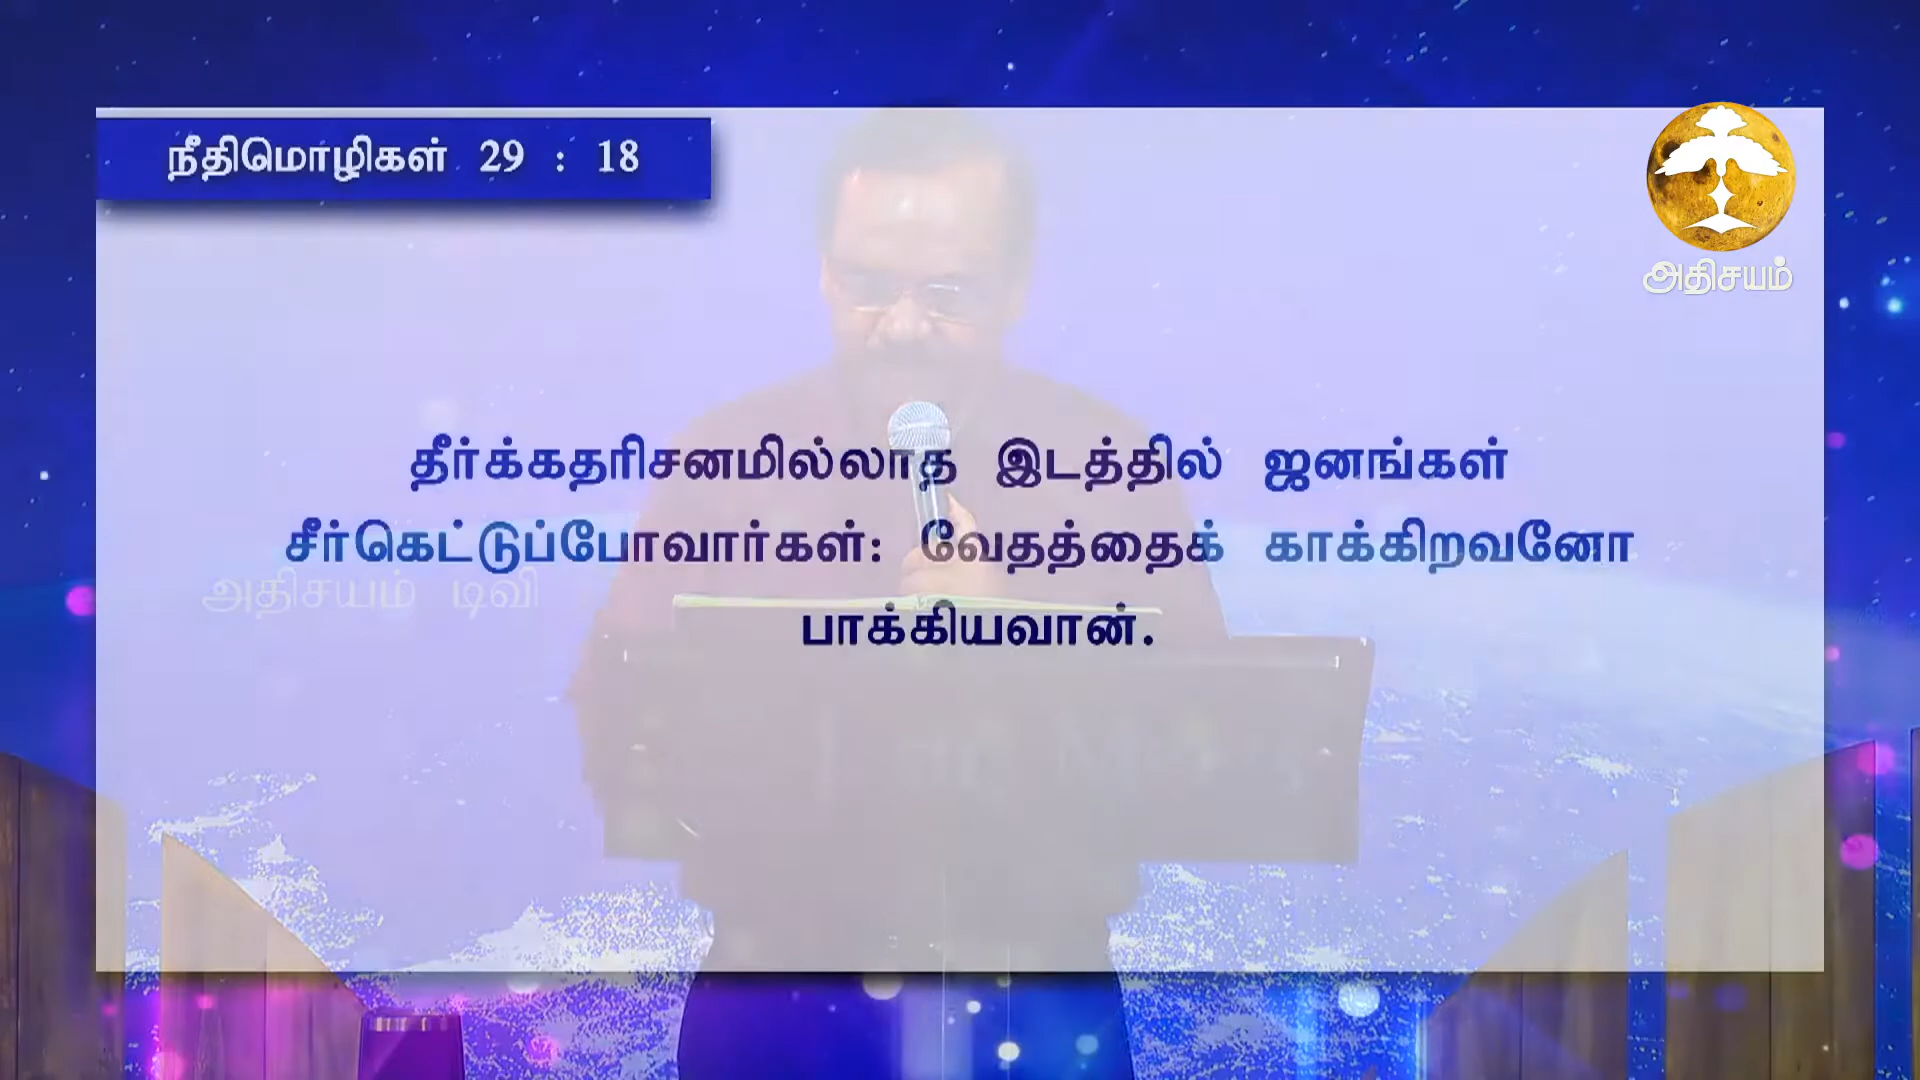 நீதிமொழிகள் 29 : 18
அதிசயம்
தீர்க்கதரிசனமில்லாத இடத்தில் ஜனங்கள்
சீர்கெட்டுப்போவார்கள்: வேதத்தைக் காக்கிறவனோ
அதிசயம் டிவி
பாக்கியவான்.